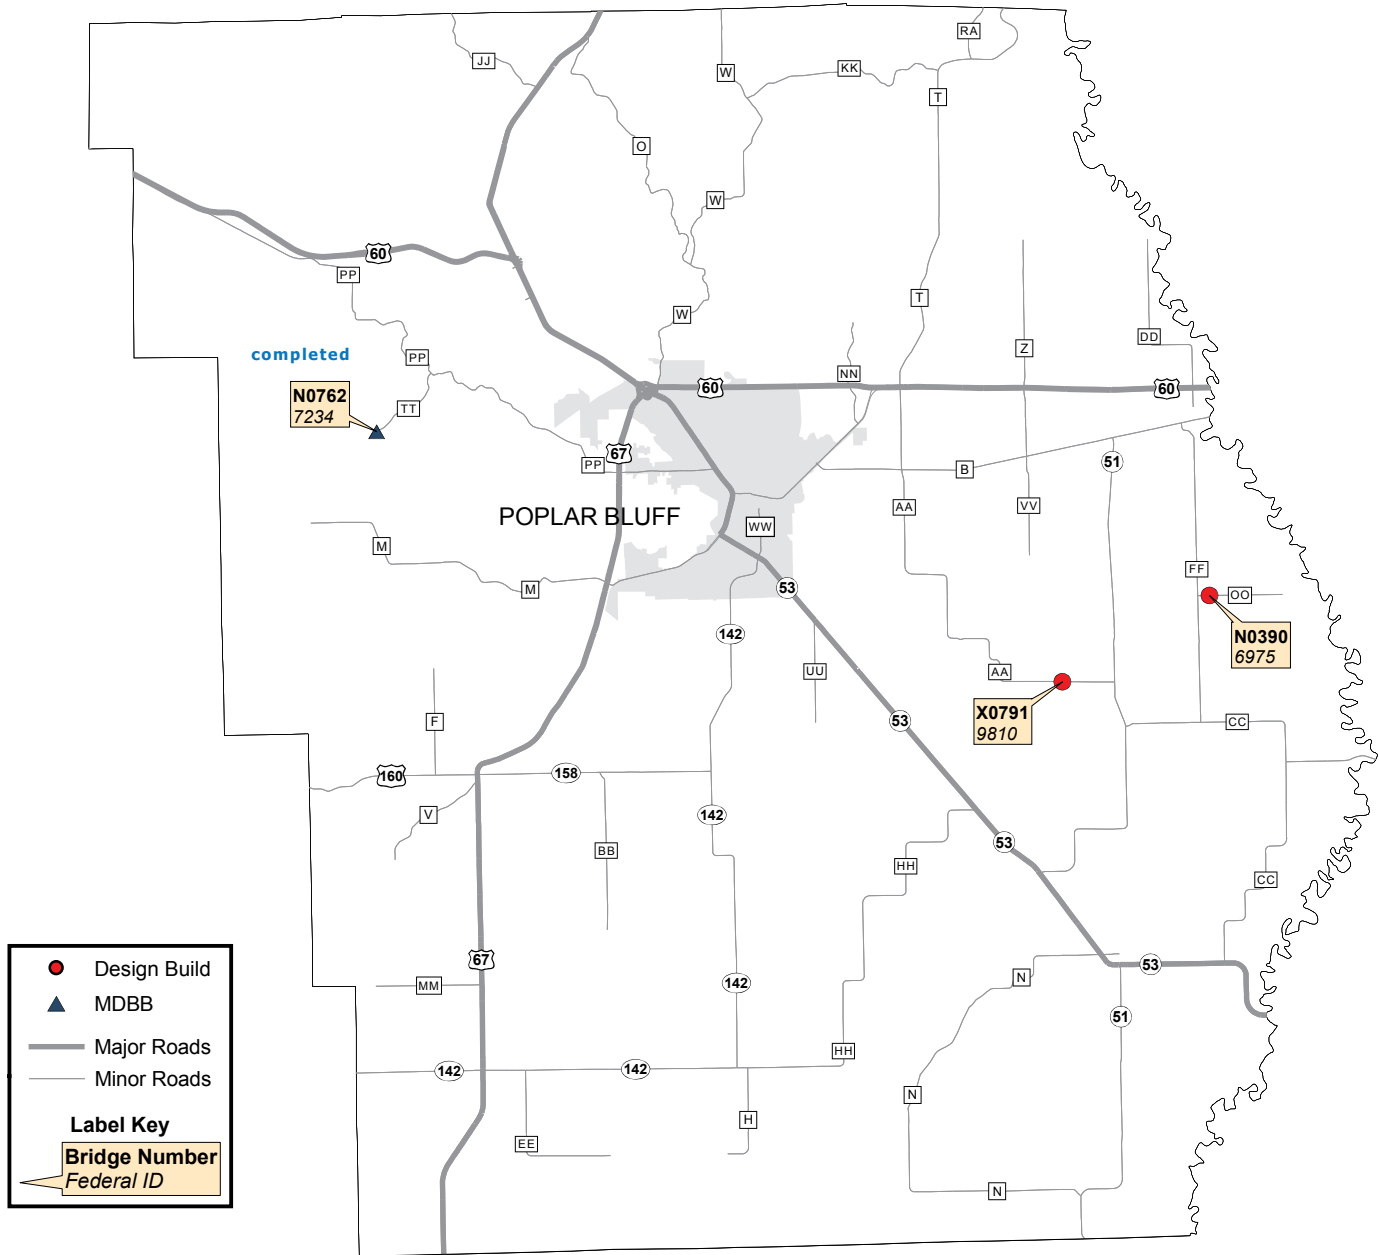 RA
JJ
W
KK
T
O
W
60
PP
T
W
Z
DD
completed
PP
NN
N0762
7234
TT
60
60
67
PP
B
51
AA
VV
POPLAR BLUFF
WW
M
M
53
FF
OO
142
N0390
6975
UU
AA
X0791
9810
F
53
CC
160
158
V
142
BB
53
HH
CC
67
53
MM
142
N
51
HH
142
142
N
H
EE
N
Design Build
MDBB
Major Roads
Minor Roads
Label Key
Bridge Number
Federal ID